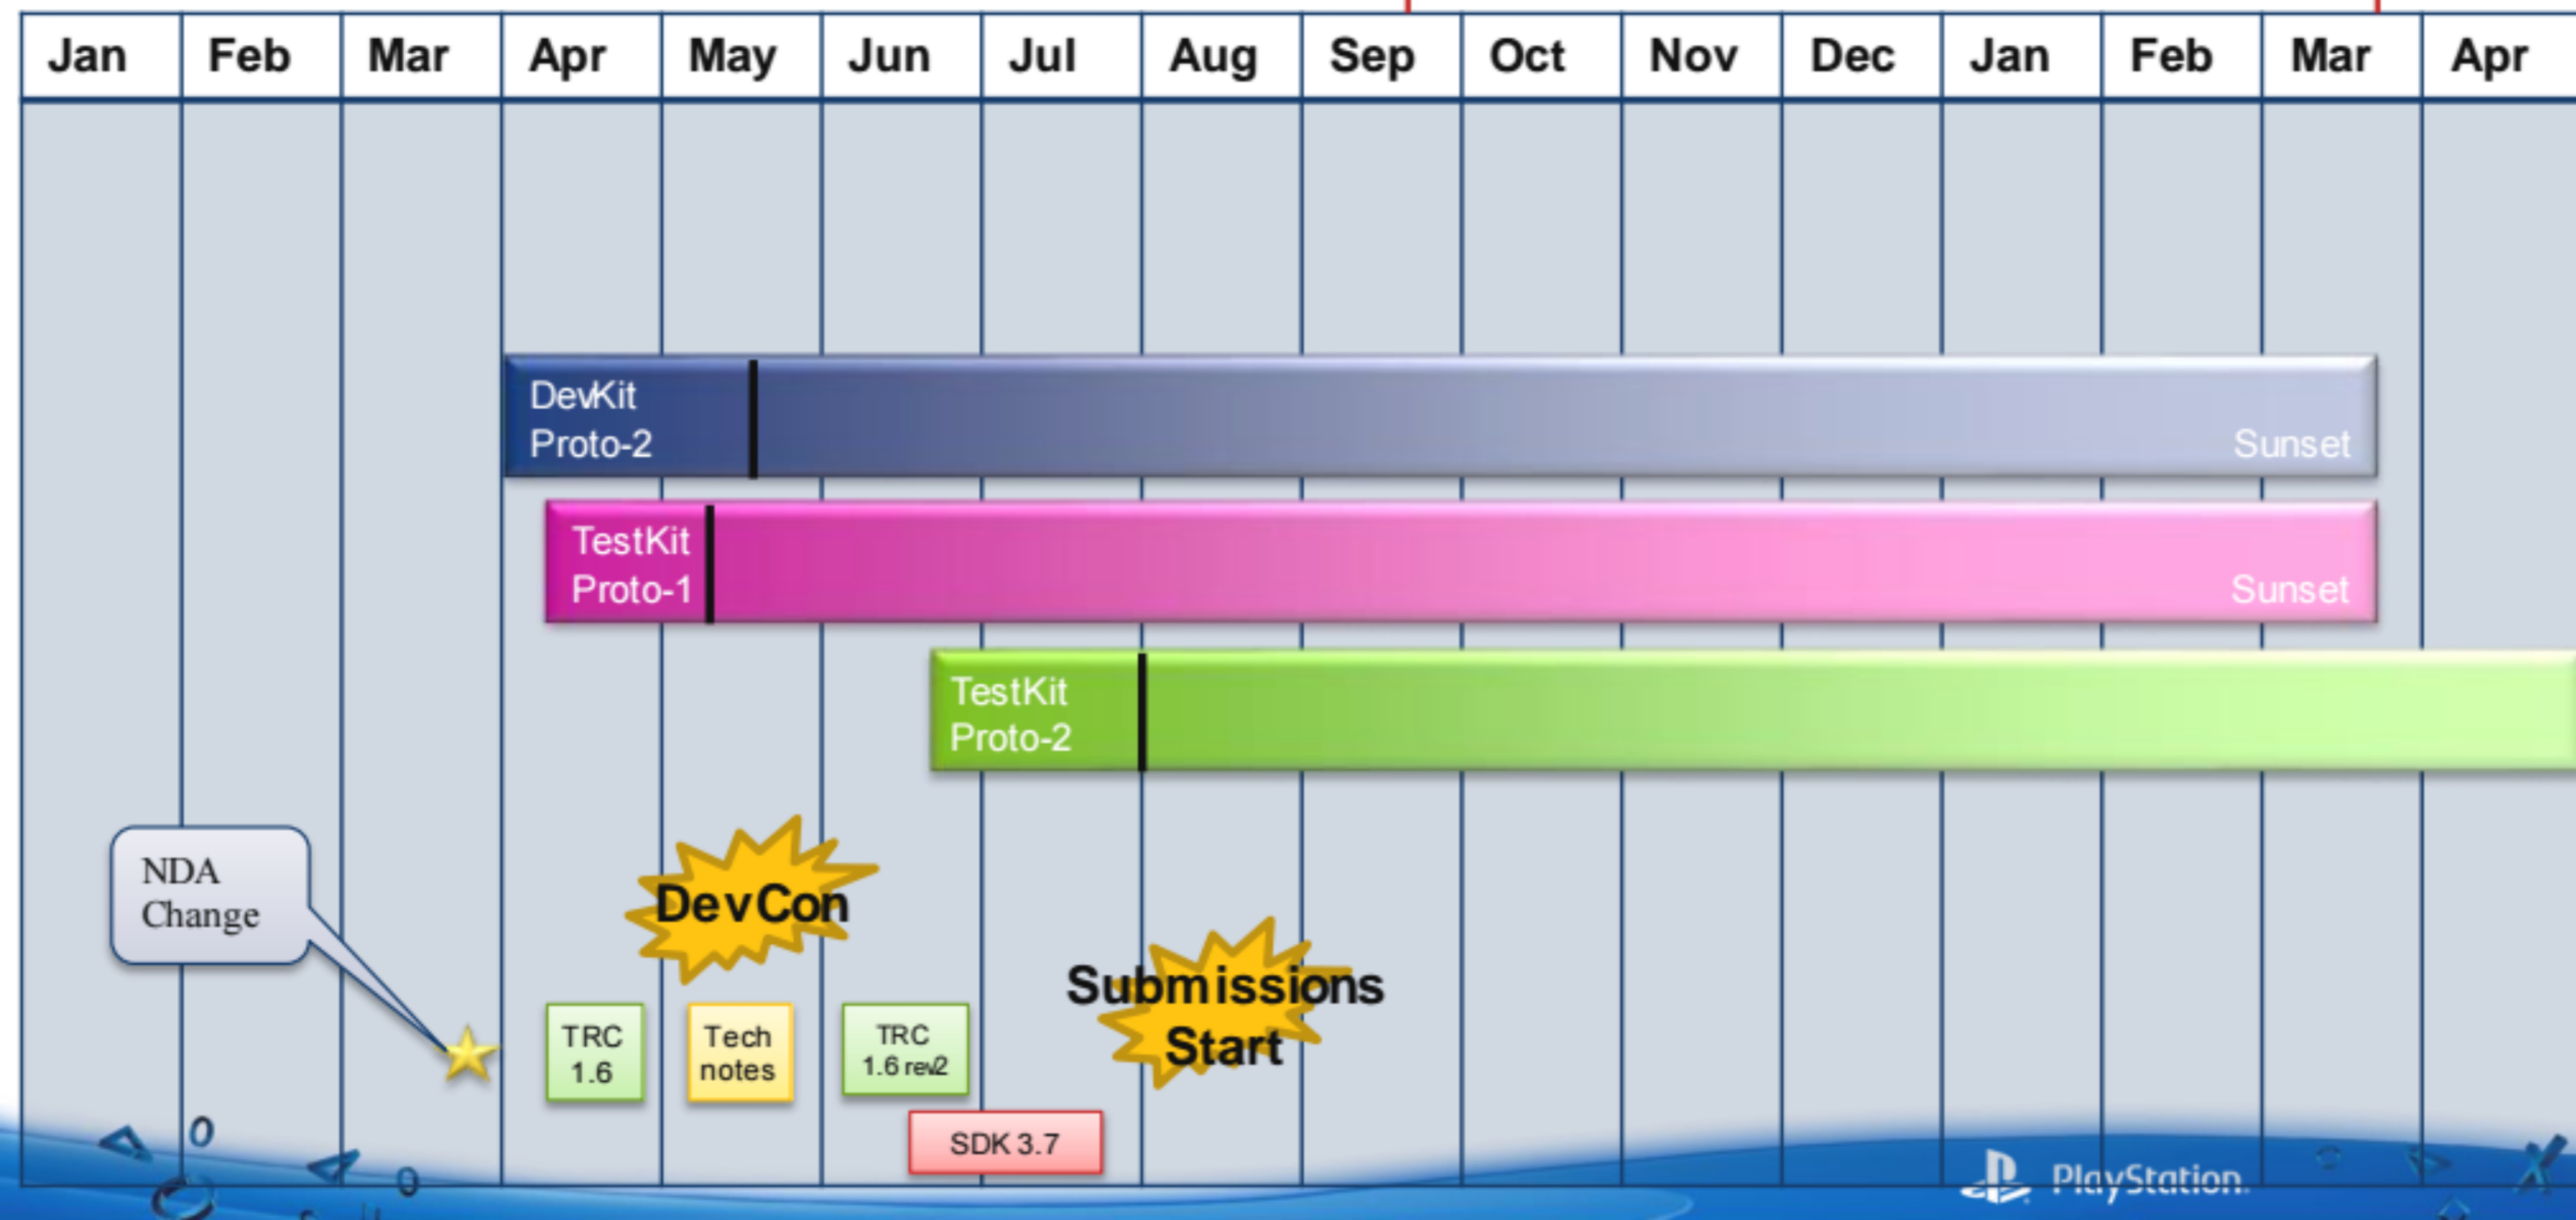 Jan Feb Mar Apr May Jun Jul Aug Sep Oct Nov Dec Jan Feb Mar Apr
DevKit
Proto-2
Sunset
TestKit
Proto-1
Sunset
TestKit
Proto-2
NDA
Change
DevCon
Submissions
Start
TRC
1.6
Tech
notes
TRC
1.6 rev2
SDK 3.7
PlayStation